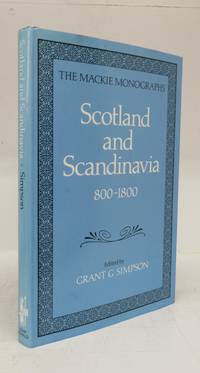 THE MACKIE MONOGRAPHS
Scotland
and
Scandinavia
800-1800
Edited by
GRANT G SIMPSON
Scotland and Scandinavia · Simpson